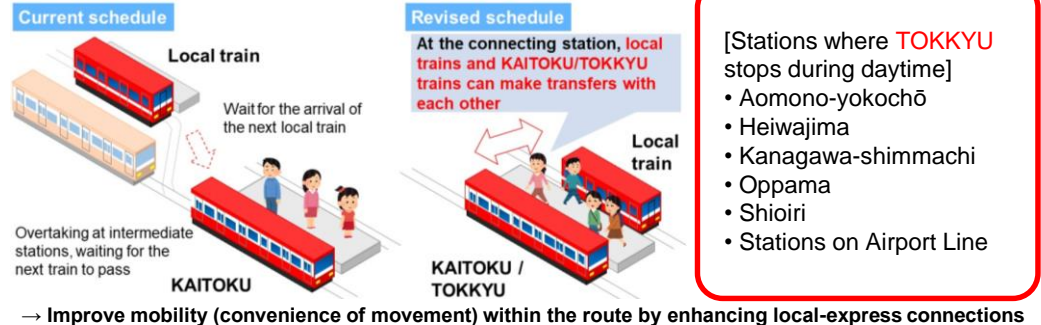 Current schedule
Local train
Wait for the arrival of
the next local train
Overtaking at intermediate
stations, waiting for the
next train to pass
KAITOKU
Revised schedule
At the connecting station, local
trains and KAITOKU/TOKKYU
trains can make transfers with
each other
Local
train
KAITOKU /
TOKKYU
[Stations where TOKKYU
stops during daytime]
• Aomono-yokochō
• Heiwajima
• Kanagawa-shimmachi
• Oppama
• Shioiri
• Stations on Airport Line
→ Improve mobility (convenience of movement) within the route by enhancing local-express connections